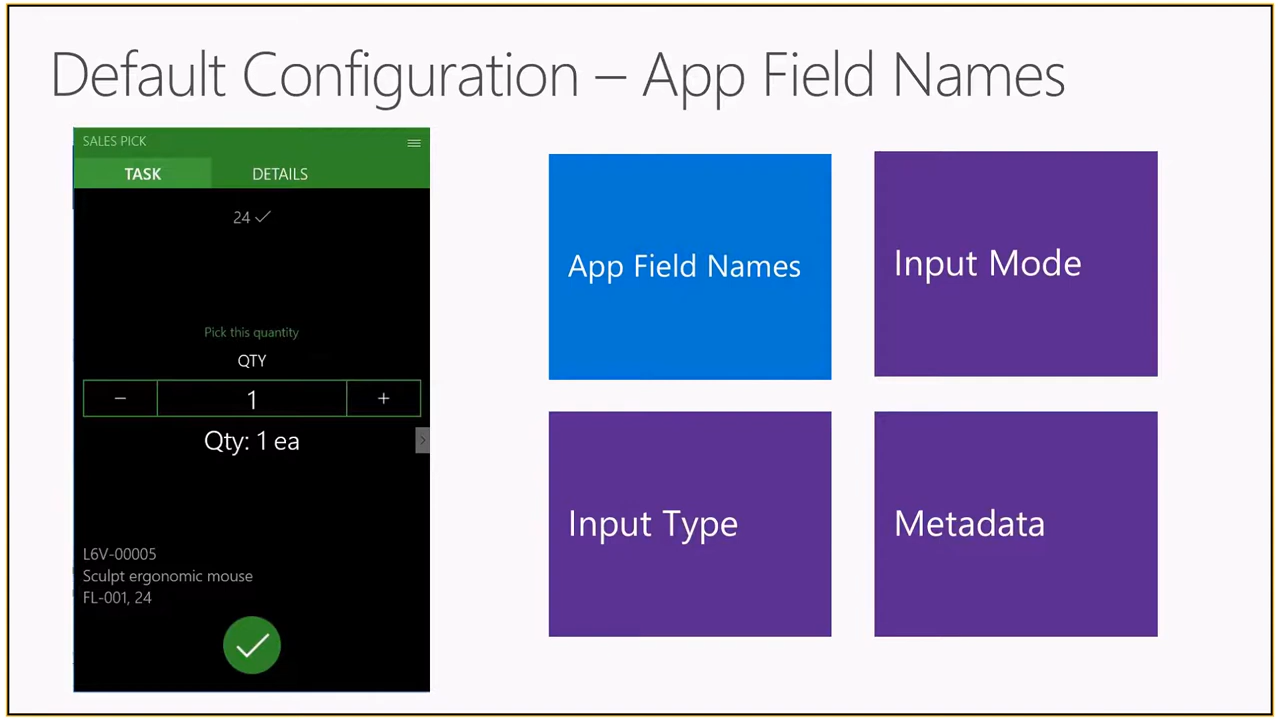 Default Configuration – App Field Names
SALES PICK
TASK DETAILS
24
Pick this quantity
QTY
− 1 +
Qty: 1 ea
L6V-00005
Sculpt ergonomic mouse
FL-001, 24
App Field Names
Input Mode
Input Type
Metadata